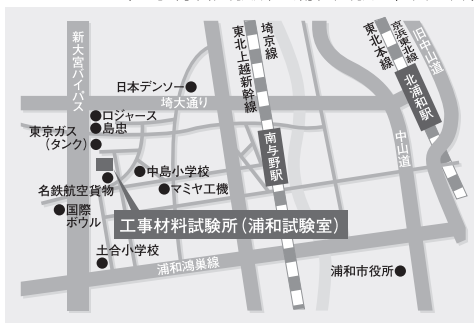 新大宮バイパス
東北上越新幹線
埼京線
東北本線
京浜東北線
旧中山道
北浦和駅
日本デンソー
埼大通り
ロジャース
島忠
東京ガス
(タンク)
南与野駅
中山道
中島小学校
名鉄航空貨物
マミヤ工機
国際
ボウル
工事材料試験所(浦和試験室)
土合小学校
浦和鴻巣線
浦和市役所